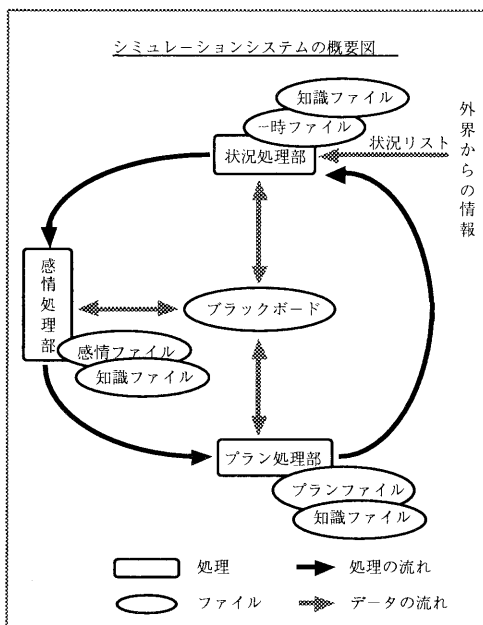 シミュレーションシステムの概要図
知識ファイル
一時ファイル
状況処理部
状況リスト
外界からの情報
感情処理部
ブラックボード
感情ファイル
知識ファイル
プラン処理部
プランファイル
知識ファイル
処理
処理の流れ
ファイル
データの流れ